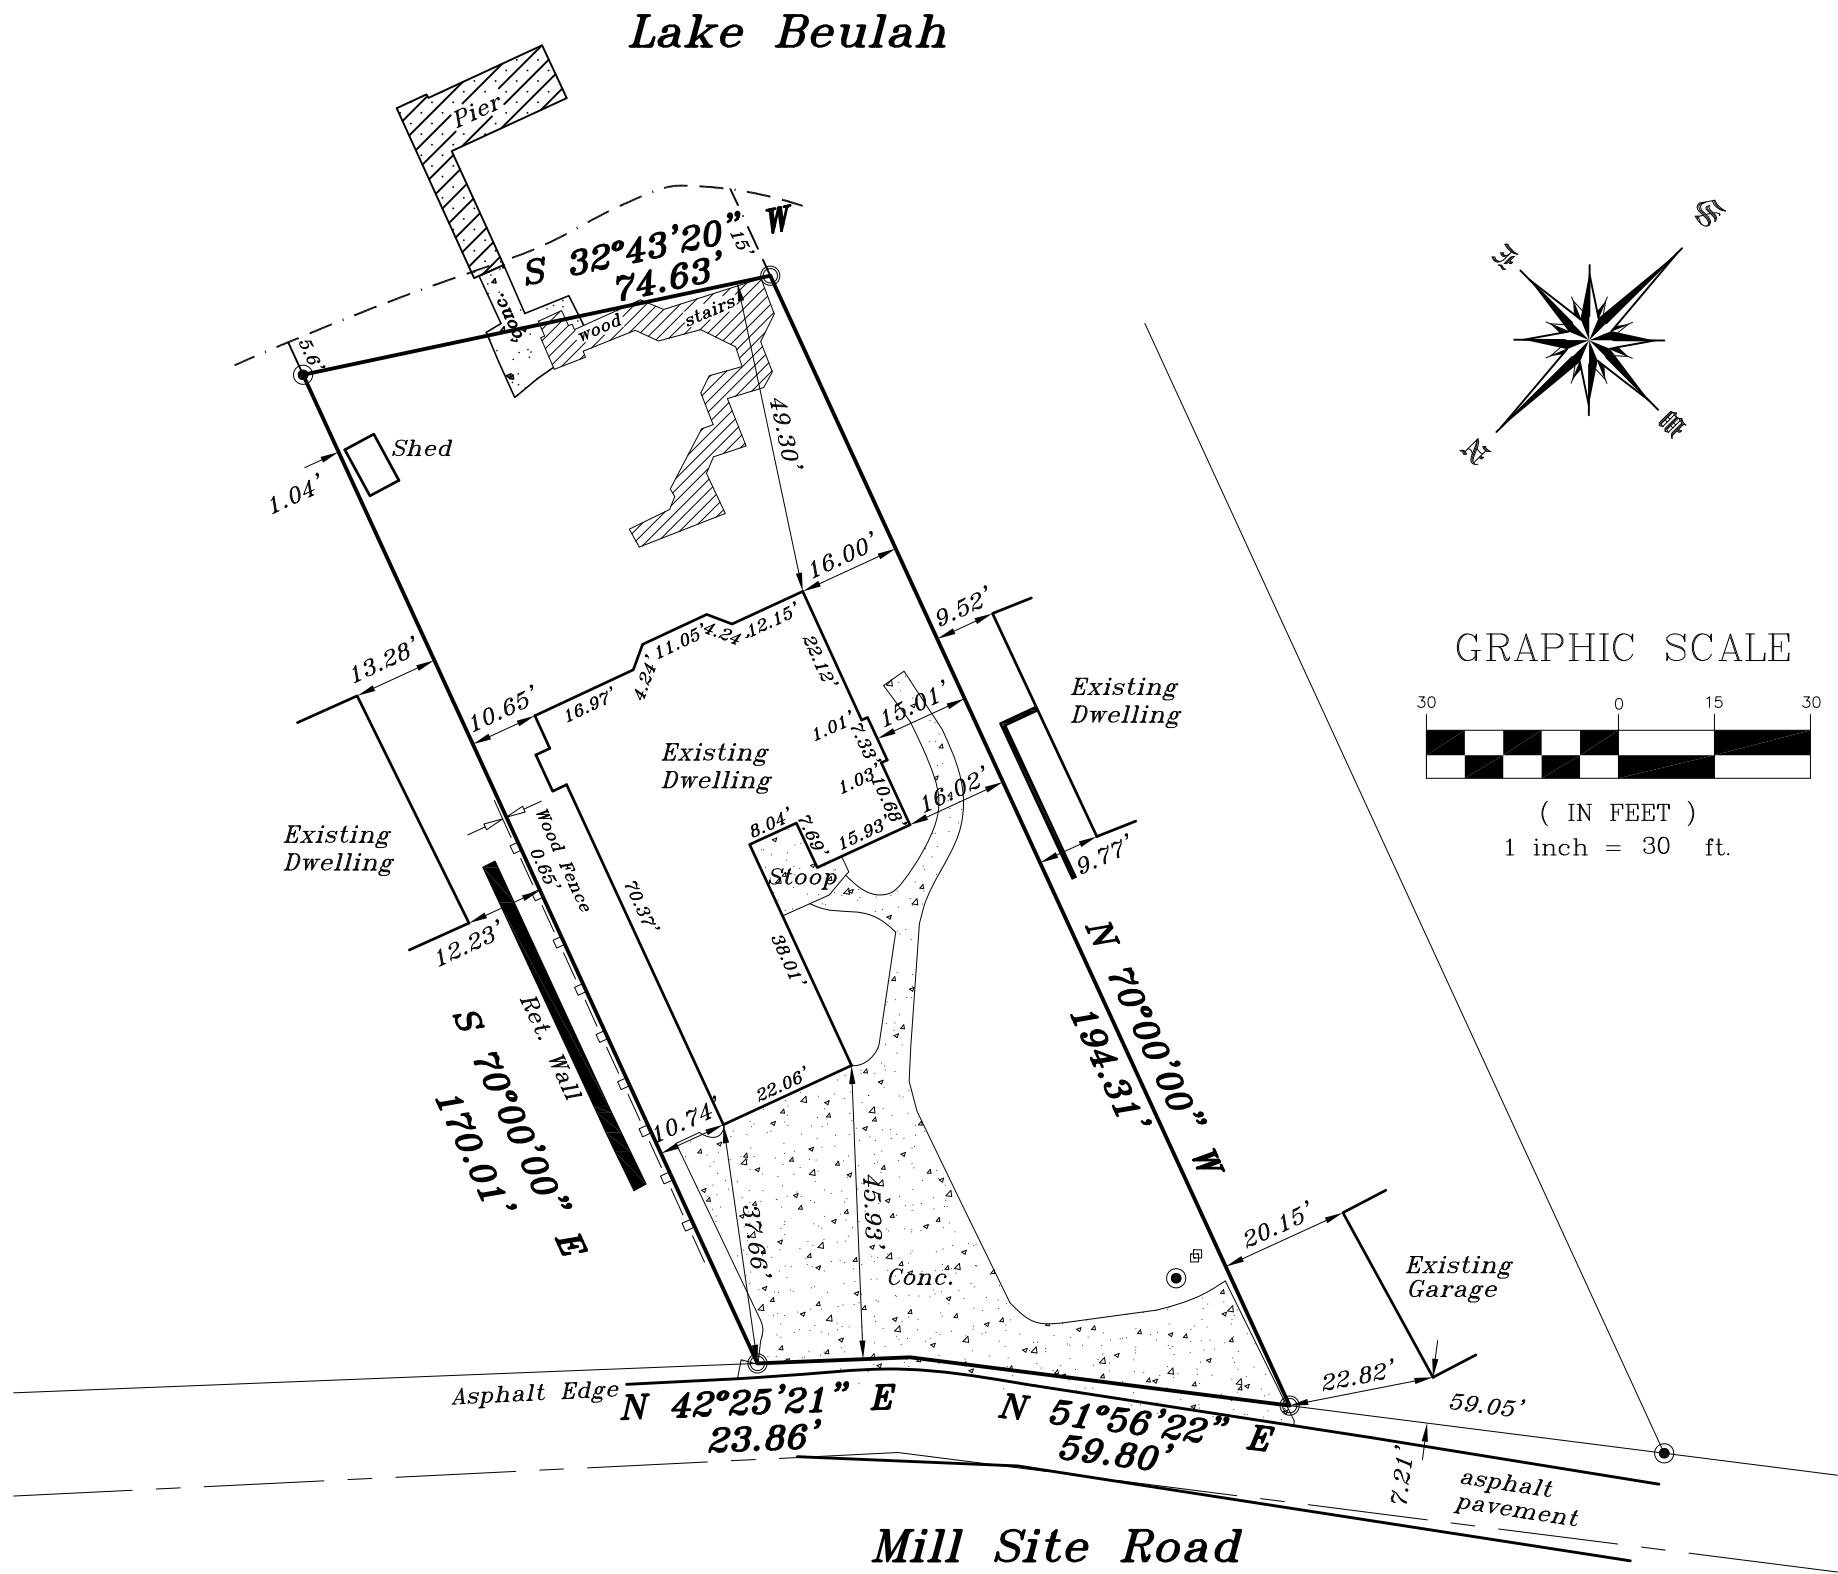 Lake Beulah
Pier
S 32°43'20" W
74.63'
15'
conc.
wood
stairs
5.6'
S
E
W
N
Shed
1.04'
49.30'
16.00'
9.52'
13.28'
10.65'
16.97'
4.24'
11.05'
4.24'
12.15'
22.12'
1.01'
7.33'
15.01'
1.03'
10.68'
16.02'
Existing
Dwelling
Existing
Dwelling
Existing
Dwelling
GRAPHIC SCALE
30 0 15 30
( IN FEET )
1 inch = 30 ft.
Wood Fence
0.65'
8.04'
7.69'
15.93'
Stoop
9.77'
12.23'
70.37'
38.01'
Ret. Wall
S 70°00'00" E
170.01'
N 70°00'00" W
194.31'
22.06'
10.74'
37.66'
45.93'
Conc.
20.15'
Existing
Garage
22.82'
59.05'
Asphalt Edge
N 42°25'21" E
23.86'
N 51°56'22" E
59.80'
7.21'
asphalt
pavement
Mill Site Road